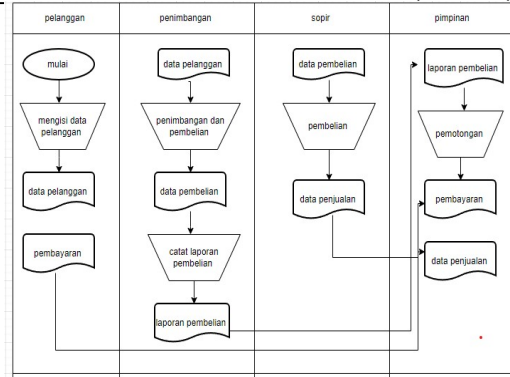 pelanggan
penimbangan
sopir
pimpinan
mulai
mengisi data
pelanggan
data pelanggan
pembayaran
data pelanggan
penimbangan dan
pembelian
data pembelian
catat laporan
pembelian
laporan pembelian
data pembelian
pembelian
data penjualan
laporan pembelian
pemotongan
pembayaran
data penjualan